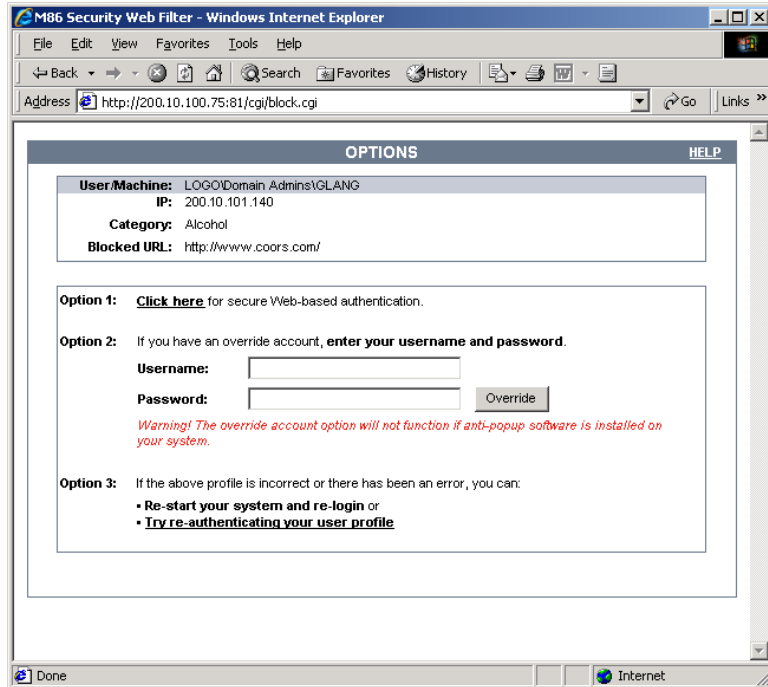 M86 Security Web Filter - Windows Internet Explorer
File Edit View Favorites Tools Help
Back Search Favorites History
Address http://200.10.100.75:81/cgi/block.cgi Go Links »
OPTIONS HELP
User/Machine: LOGO\Domain Admins\GLANG
IP: 200.10.101.140
Category: Alcohol
Blocked URL: http://www.coors.com/
Option 1: Click here for secure Web-based authentication.
Option 2: If you have an override account, enter your username and password.
Username:
Password: Override
Warning! The override account option will not function if anti-popup software is installed on
your system.
Option 3: If the above profile is incorrect or there has been an error, you can:
▪ Re-start your system and re-login or
▪ Try re-authenticating your user profile
Done Internet